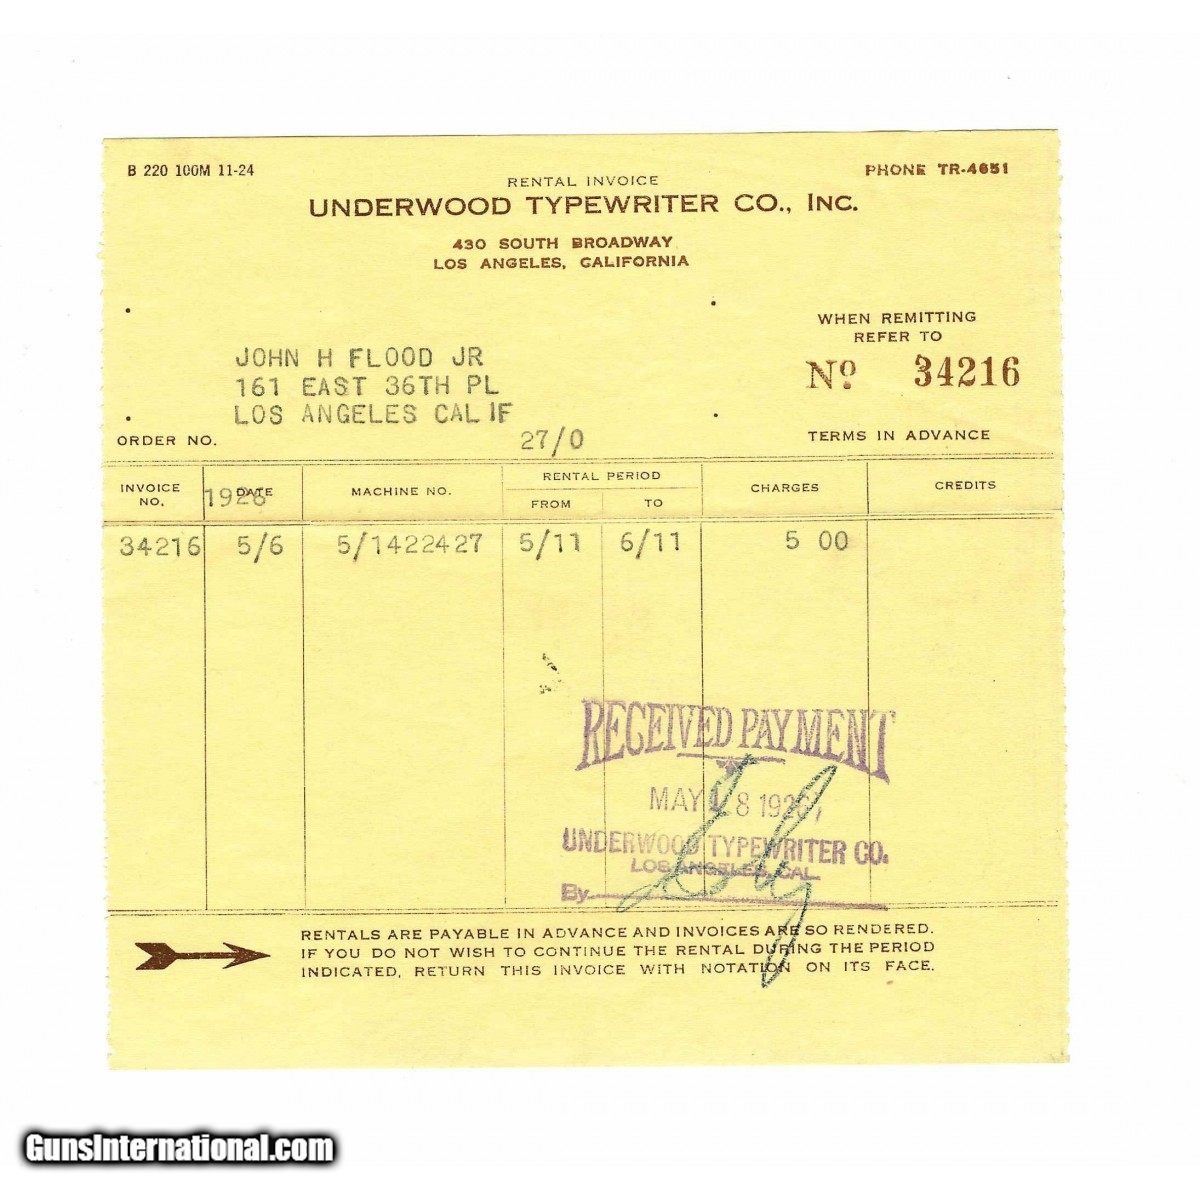 B 220 100M 11-24
PHONE TR-4651
RENTAL INVOICE
UNDERWOOD TYPEWRITER CO., INC.
430 SOUTH BROADWAY
LOS ANGELES, CALIFORNIA
WHEN REMITTING
REFER TO
Nº 34216
JOHN H FLOOD JR
161 EAST 36TH PL
LOS ANGELES CALIF
ORDER NO.
27/0
TERMS IN ADVANCE
INVOICE NO.
DATE
1926
MACHINE NO.
RENTAL PERIOD
FROM
TO
CHARGES
CREDITS
34216 5/6 5/1422427 5/11 6/11 5 00
RECEIVED PAYMENT
MAY 18 1926
UNDERWOOD TYPEWRITER CO.
LOS ANGELES, CAL.
By
RENTALS ARE PAYABLE IN ADVANCE AND INVOICES ARE SO RENDERED.
IF YOU DO NOT WISH TO CONTINUE THE RENTAL DURING THE PERIOD
INDICATED, RETURN THIS INVOICE WITH NOTATION ON ITS FACE.
GunsInternational.com